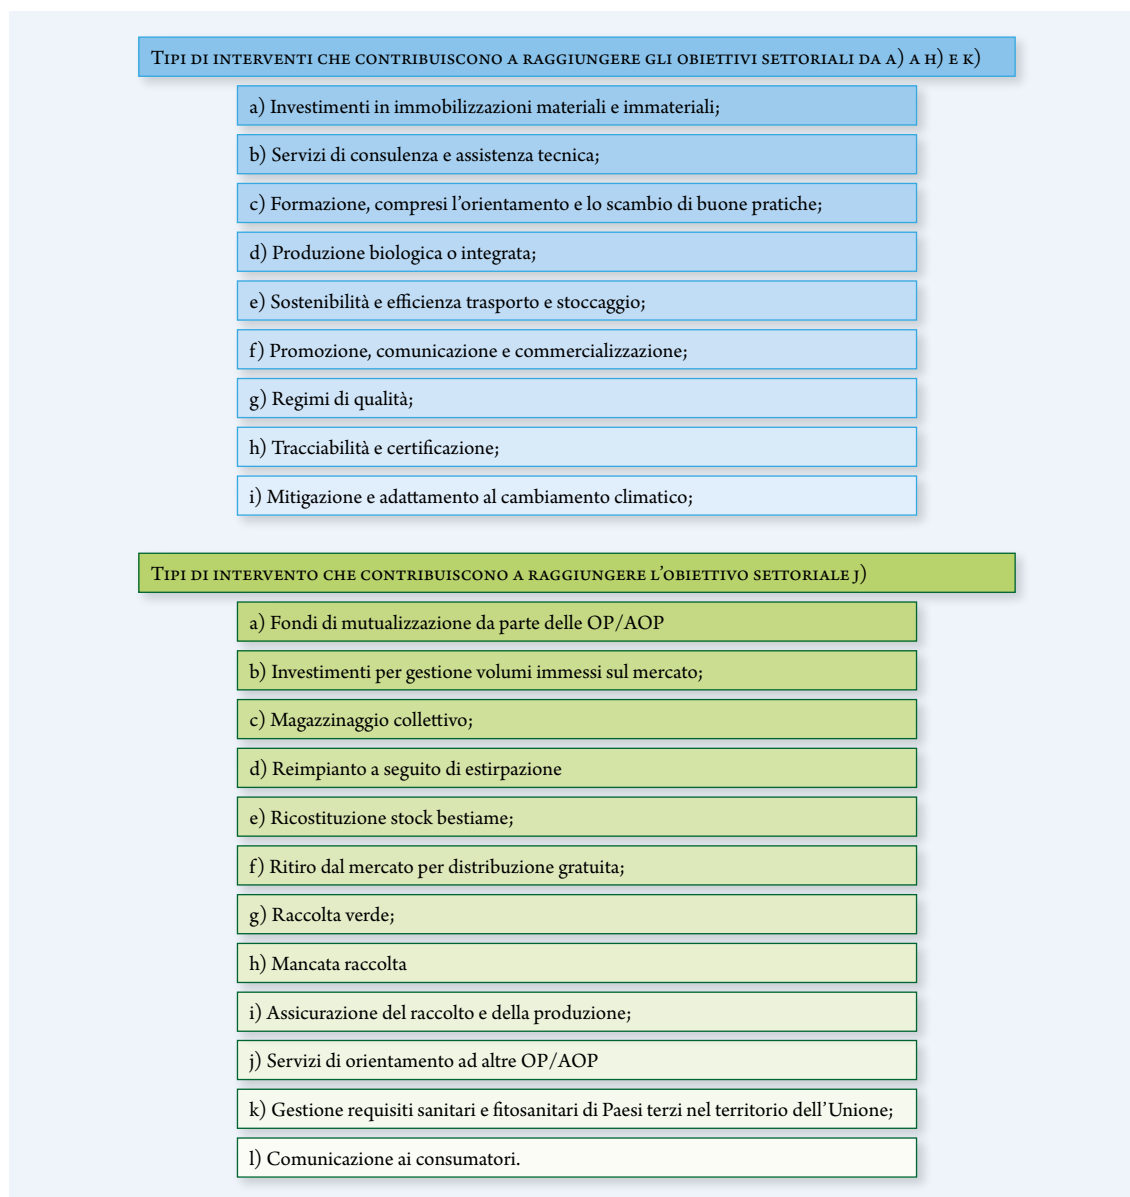 Tipi di interventi che contribuiscono a raggiungere gli obiettivi settoriali da a) a h) e k)
a) Investimenti in immobilizzazioni materiali e immateriali;
b) Servizi di consulenza e assistenza tecnica;
c) Formazione, compresi l’orientamento e lo scambio di buone pratiche;
d) Produzione biologica o integrata;
e) Sostenibilità e efficienza trasporto e stoccaggio;
f) Promozione, comunicazione e commercializzazione;
g) Regimi di qualità;
h) Tracciabilità e certificazione;
i) Mitigazione e adattamento al cambiamento climatico;
Tipi di intervento che contribuiscono a raggiungere l’obiettivo settoriale j)
a) Fondi di mutualizzazione da parte delle OP/AOP
b) Investimenti per gestione volumi immessi sul mercato;
c) Magazzinaggio collettivo;
d) Reimpianto a seguito di estirpazione
e) Ricostituzione stock bestiame;
f) Ritiro dal mercato per distribuzione gratuita;
g) Raccolta verde;
h) Mancata raccolta
i) Assicurazione del raccolto e della produzione;
j) Servizi di orientamento ad altre OP/AOP
k) Gestione requisiti sanitari e fitosanitari di Paesi terzi nel territorio dell’Unione;
l) Comunicazione ai consumatori.